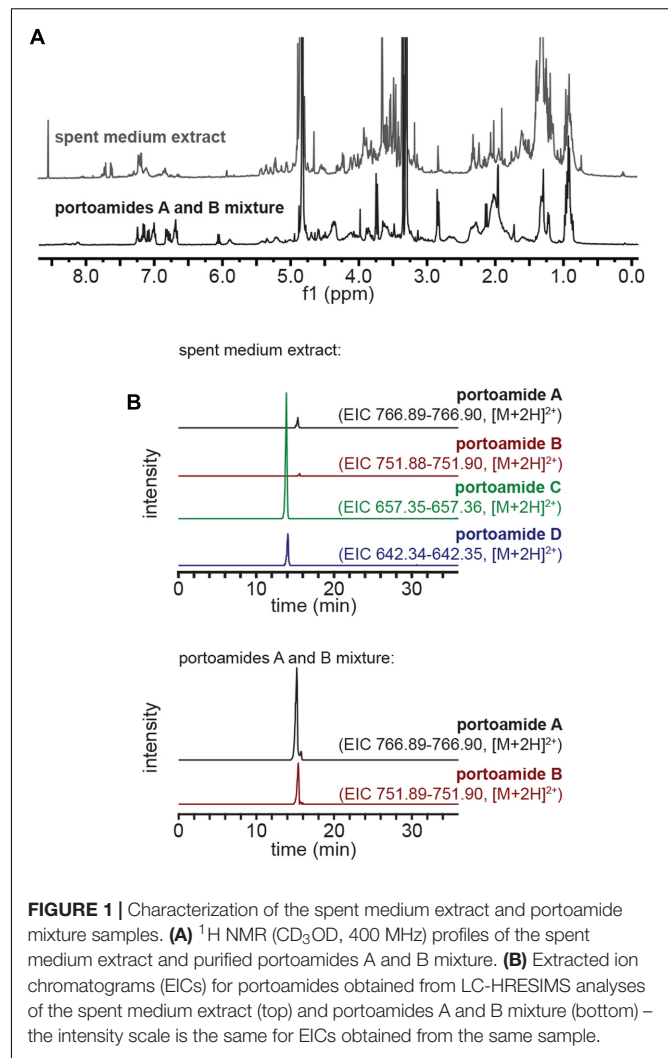 A
spent medium extract
portoamides A and B mixture
8.0 7.0 6.0 5.0 4.0 3.0 2.0 1.0 0.0
f1 (ppm)
spent medium extract:
B
portoamide A
(EIC 766.89-766.90, [M+2H]²⁺)
portoamide B
(EIC 751.88-751.90, [M+2H]²⁺)
portoamide C
(EIC 657.35-657.36, [M+2H]²⁺)
portoamide D
(EIC 642.34-642.35, [M+2H]²⁺)
intensity
0 10 20 30
time (min)
portoamides A and B mixture:
portoamide A
(EIC 766.89-766.90, [M+2H]²⁺)
portoamide B
(EIC 751.89-751.90, [M+2H]²⁺)
intensity
0 10 20 30
time (min)
FIGURE 1 | Characterization of the spent medium extract and portoamide
mixture samples. (A) ¹H NMR (CD₃OD, 400 MHz) profiles of the spent
medium extract and purified portoamides A and B mixture. (B) Extracted ion
chromatograms (EICs) for portoamides obtained from LC-HRESIMS analyses
of the spent medium extract (top) and portoamides A and B mixture (bottom) –
the intensity scale is the same for EICs obtained from the same sample.